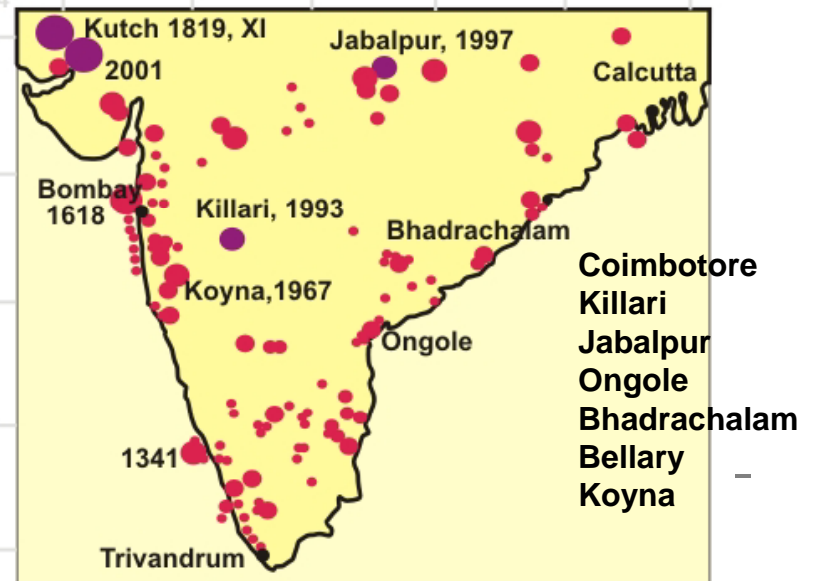 Kutch 1819, XI
2001
Jabalpur, 1997
Calcutta
Bombay
1618
Killari, 1993
Bhadrachalam
Koyna,1967
Ongole
1341
Trivandrum
Coimbotore
Killari
Jabalpur
Ongole
Bhadrachalam
Bellary
Koyna